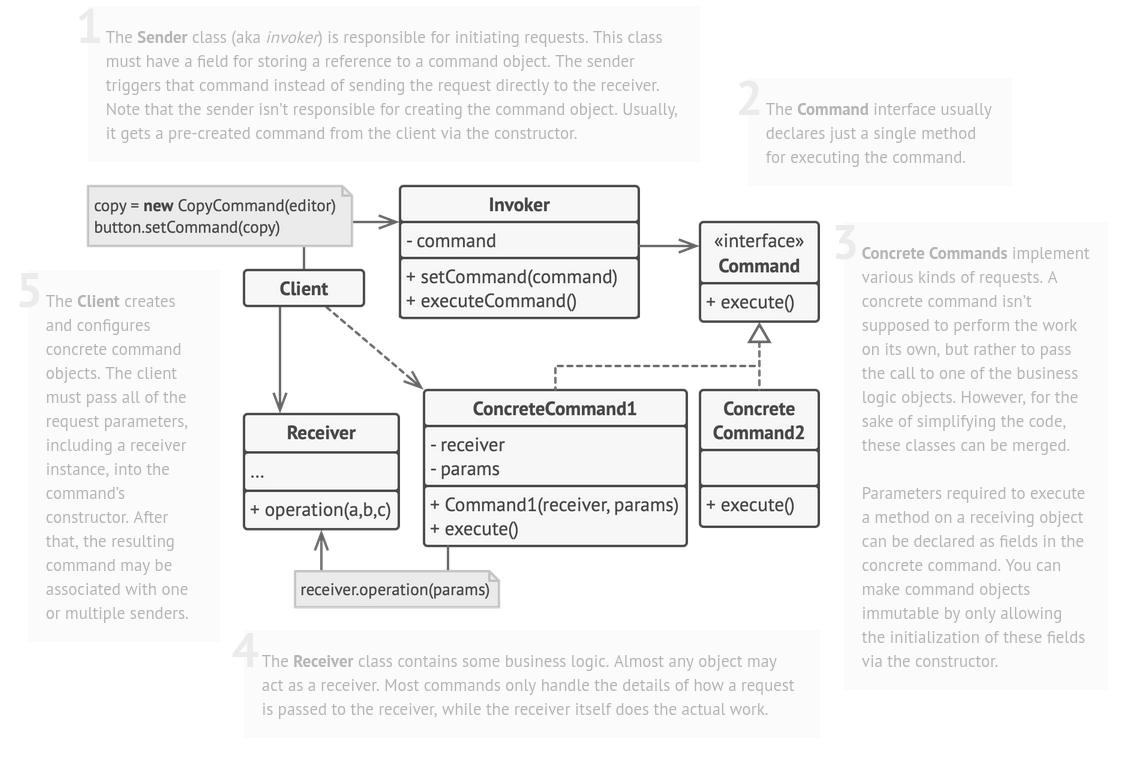 1
The Sender class (aka invoker) is responsible for initiating requests. This class
must have a field for storing a reference to a command object. The sender
triggers that command instead of sending the request directly to the receiver.
Note that the sender isn't responsible for creating the command object. Usually,
it gets a pre-created command from the client via the constructor.
2
The Command interface usually
declares just a single method
for executing the command.
copy = new CopyCommand(editor)
button.setCommand(copy)
Invoker
- command
+ setCommand(command)
+ executeCommand()
«interface»
Command
+ execute()
3
Concrete Commands implement
various kinds of requests. A
concrete command isn't
supposed to perform the work
on its own, but rather to pass
the call to one of the business
logic objects. However, for the
sake of simplifying the code,
these classes can be merged.
Parameters required to execute
a method on a receiving object
can be declared as fields in the
concrete command. You can
make command objects
immutable by only allowing
the initialization of these fields
via the constructor.
Client
5
The Client creates
and configures
concrete command
objects. The client
must pass all of the
request parameters,
including a receiver
instance, into the
command's
constructor. After
that, the resulting
command may be
associated with one
or multiple senders.
Receiver
...
+ operation(a,b,c)
ConcreteCommand1
- receiver
- params
+ Command1(receiver, params)
+ execute()
Concrete
Command2
+ execute()
receiver.operation(params)
4
The Receiver class contains some business logic. Almost any object may
act as a receiver. Most commands only handle the details of how a request
is passed to the receiver, while the receiver itself does the actual work.